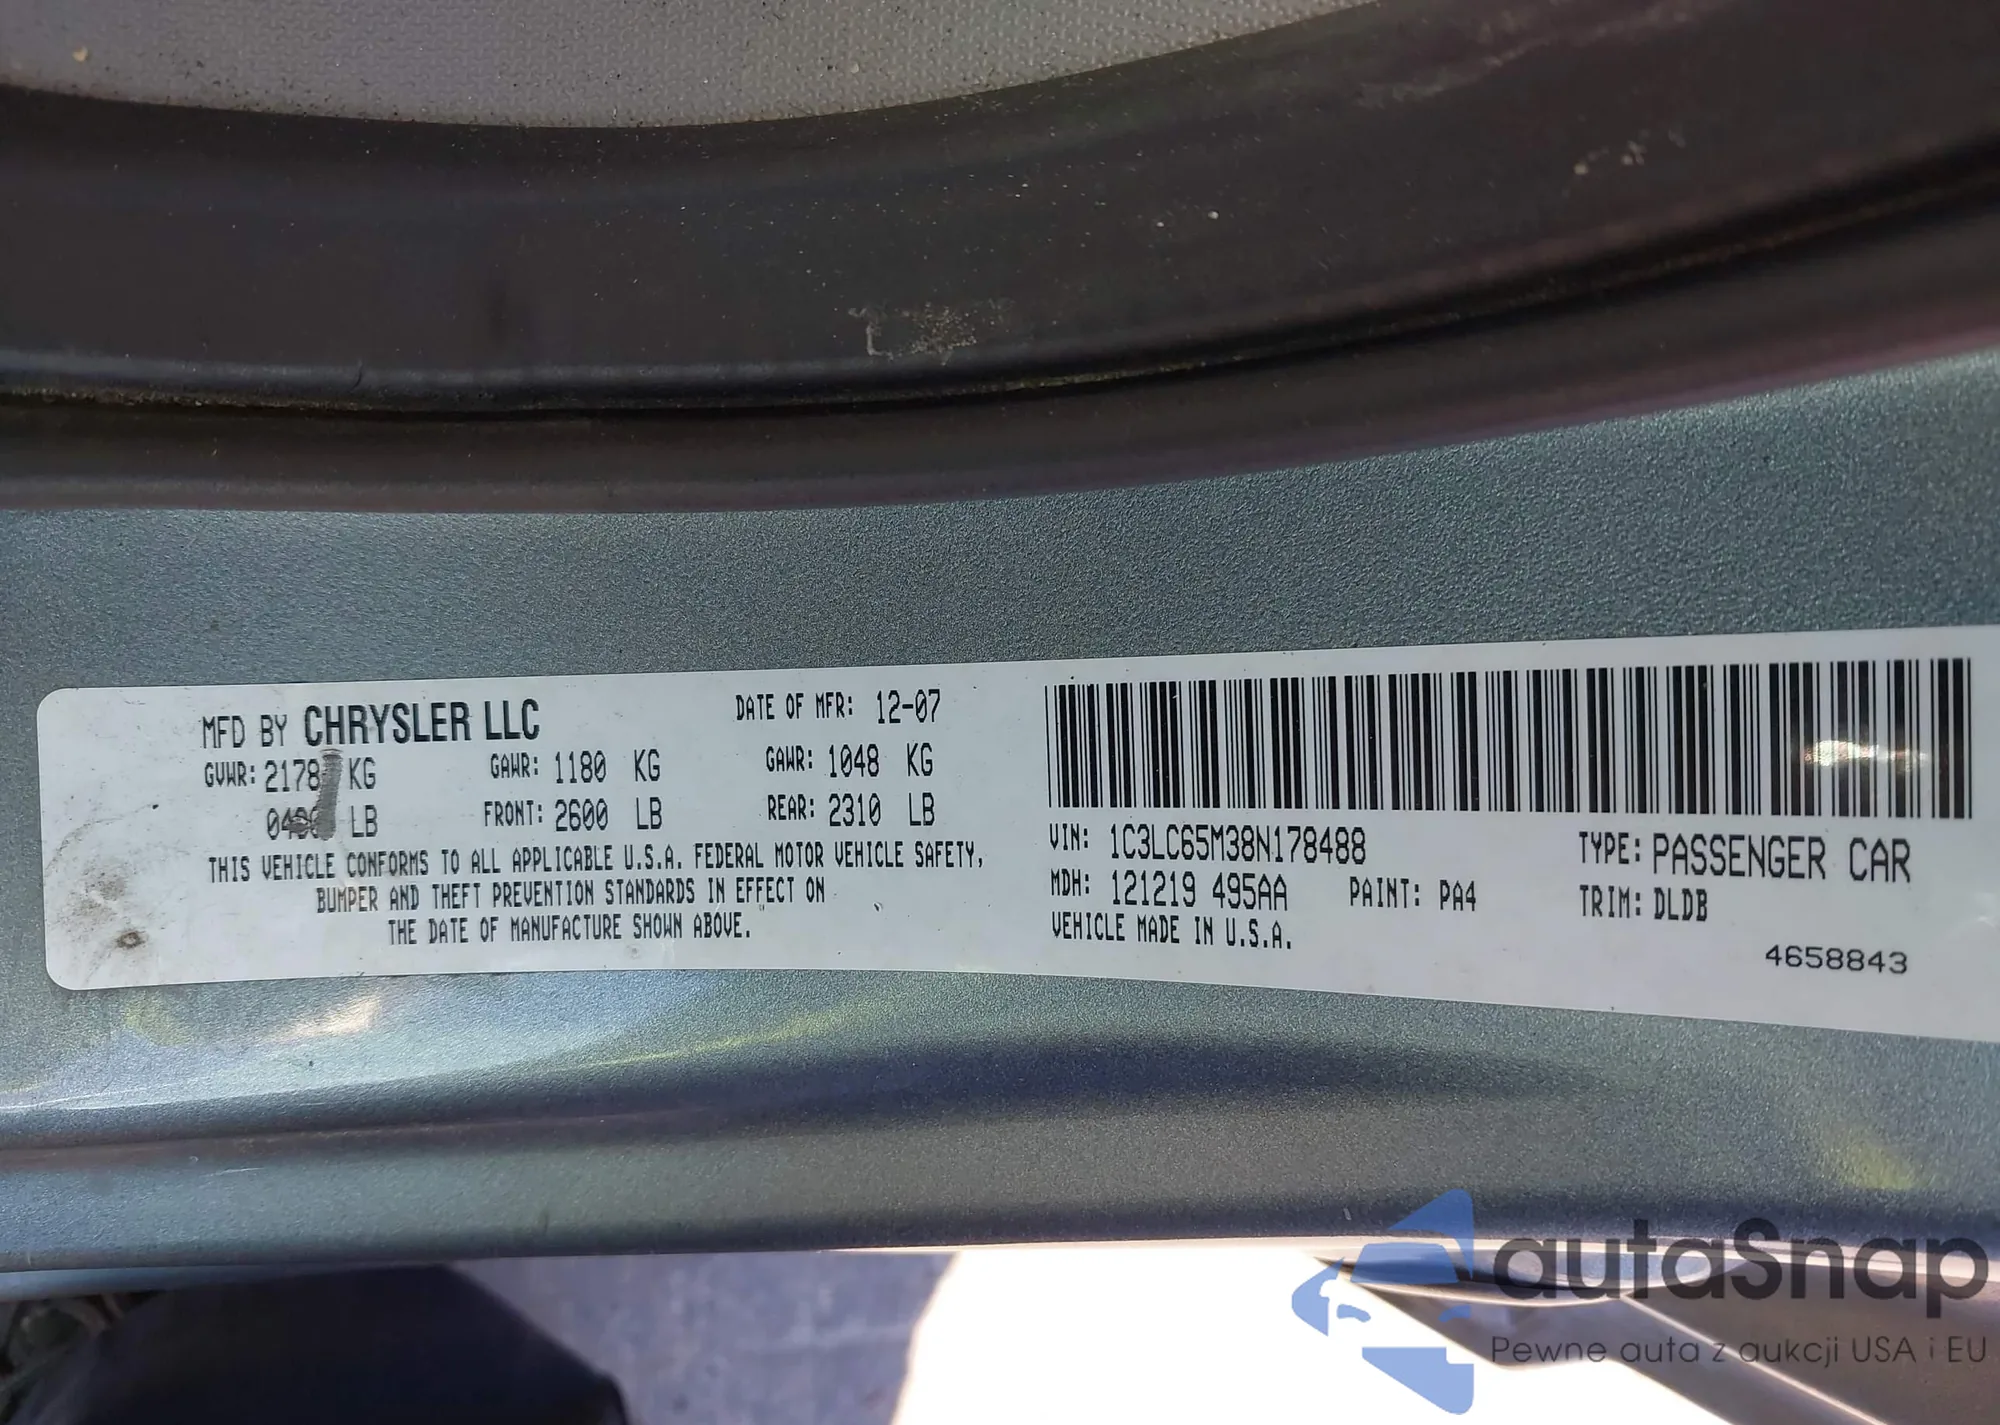 MFD BY CHRYSLER LLC DATE OF MFR: 12-07
GVWR: 2178 KG GAWR: 1180 KG GAWR: 1048 KG
LB FRONT: 2600 LB REAR: 2310 LB
THIS VEHICLE CONFORMS TO ALL APPLICABLE U.S.A. FEDERAL MOTOR VEHICLE SAFETY,
BUMPER AND THEFT PREVENTION STANDARDS IN EFFECT ON
THE DATE OF MANUFACTURE SHOWN ABOVE.
VIN: 1C3LC65M38N178488 TYPE: PASSENGER CAR
MDH: 121219 495AA PAINT: PA4 TRIM: DLDB
VEHICLE MADE IN U.S.A.
4658843
autaSnap
Pewne auta z aukcji USA i EU